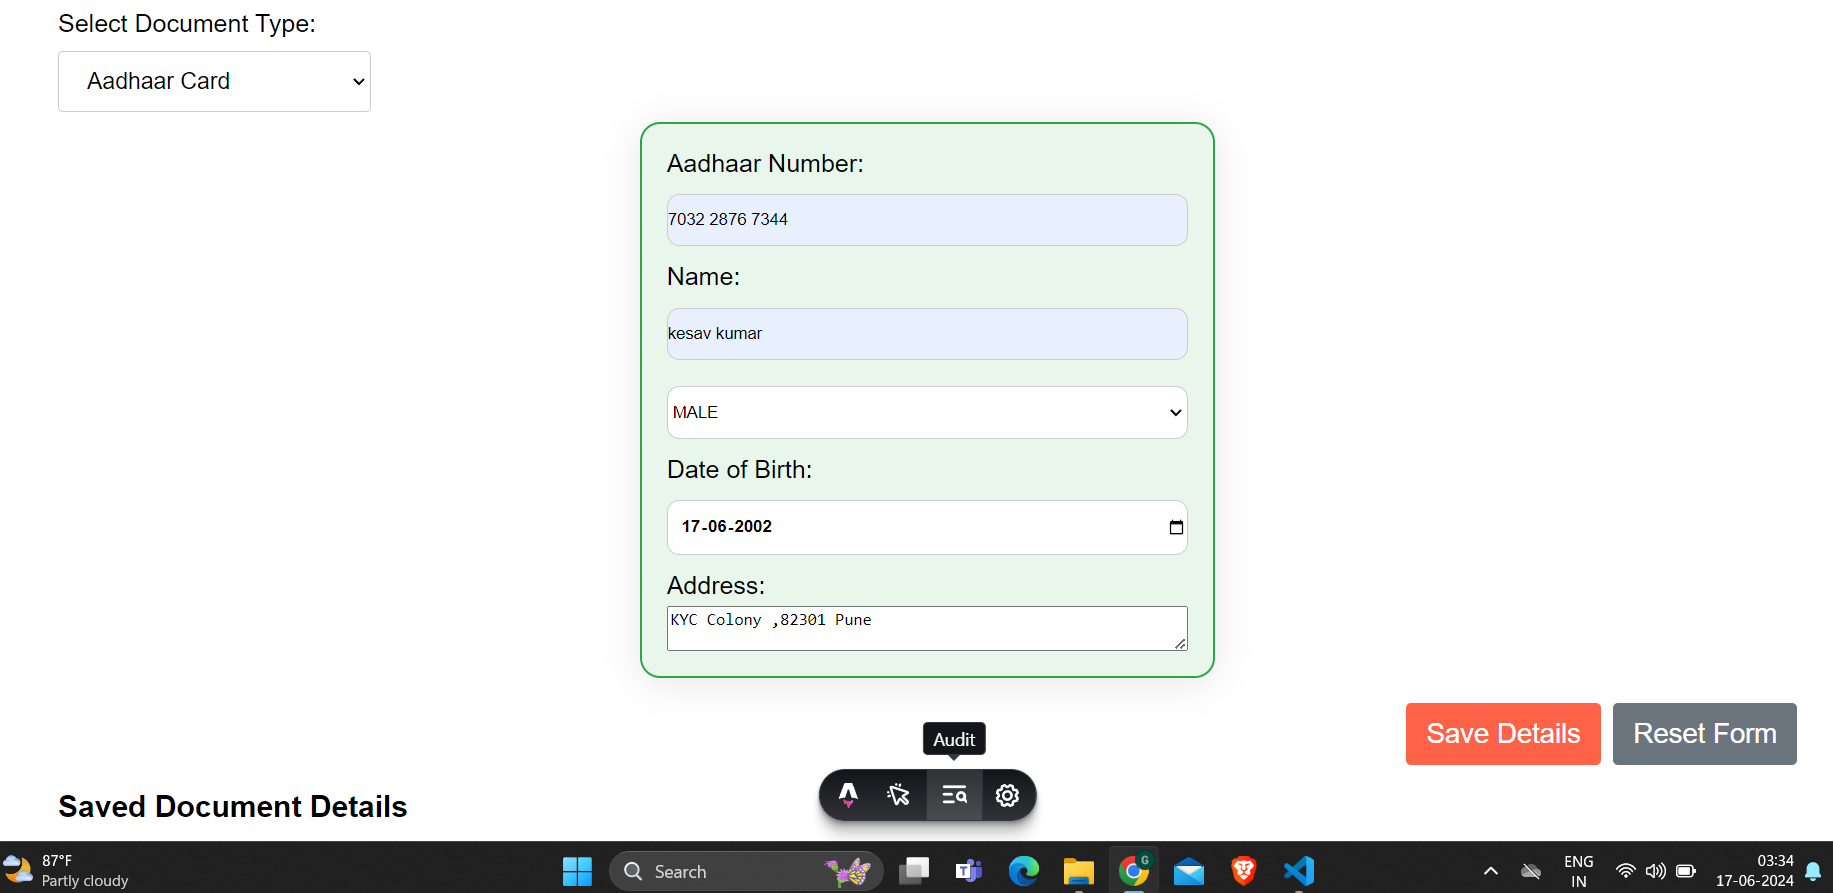 Select Document Type:
Aadhaar Card
Aadhaar Number:
7032 2876 7344
Name:
kesav kumar
MALE
Date of Birth:
17-06-2002
Address:
KYC Colony ,82301 Pune
Save Details
Reset Form
Audit
Saved Document Details
87°F
Partly cloudy
Search
ENG
IN
03:34
17-06-2024